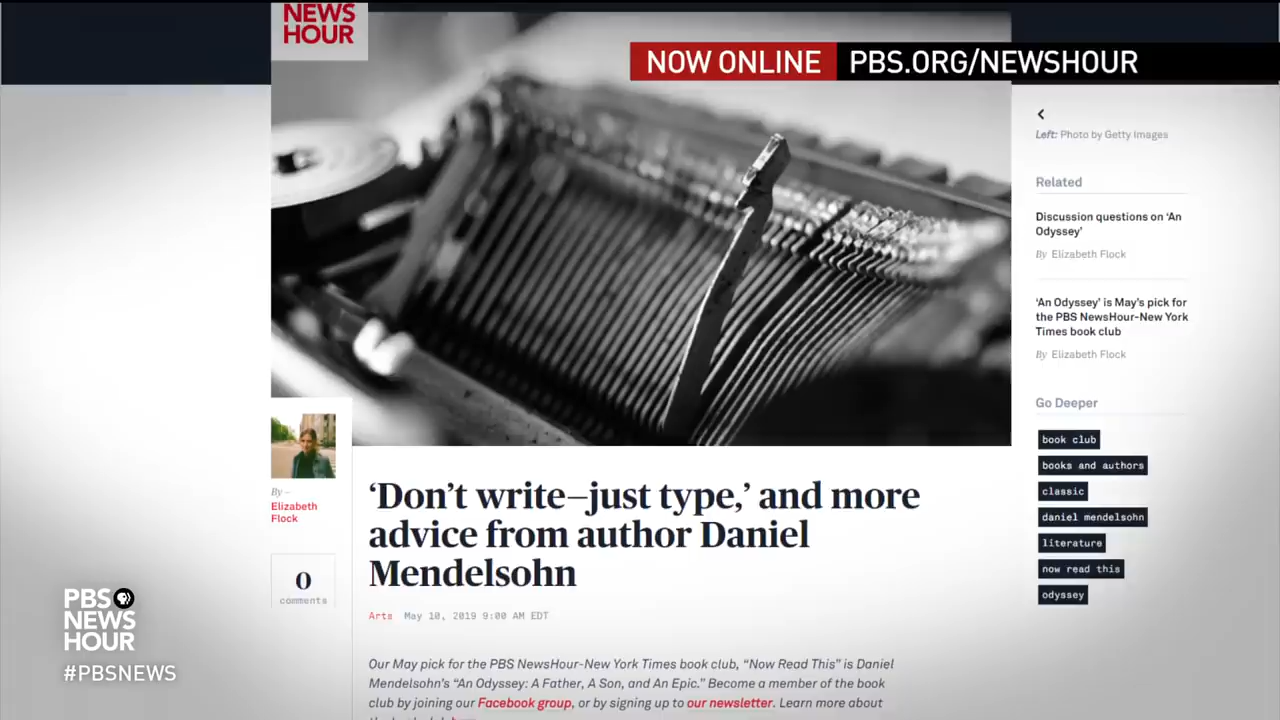 NEWS
HOUR
NOW ONLINE PBS.ORG/NEWSHOUR
Left: Photo by Getty Images
Related
Discussion questions on ‘An
Odyssey’
By Elizabeth Flock
‘An Odyssey’ is May’s pick for
the PBS NewsHour-New York
Times book club
By Elizabeth Flock
Go Deeper
book club
books and authors
classic
daniel mendelsohn
literature
now read this
odyssey
By —
Elizabeth
Flock
0
comments
‘Don’t write—just type,’ and more
advice from author Daniel
Mendelsohn
Arts May 10, 2019 9:00 AM EDT
Our May pick for the PBS NewsHour-New York Times book club, “Now Read This” is Daniel
Mendelsohn’s “An Odyssey: A Father, A Son, and An Epic.” Become a member of the book
club by joining our Facebook group, or by signing up to our newsletter. Learn more about
PBS
NEWS
HOUR
#PBSNEWS